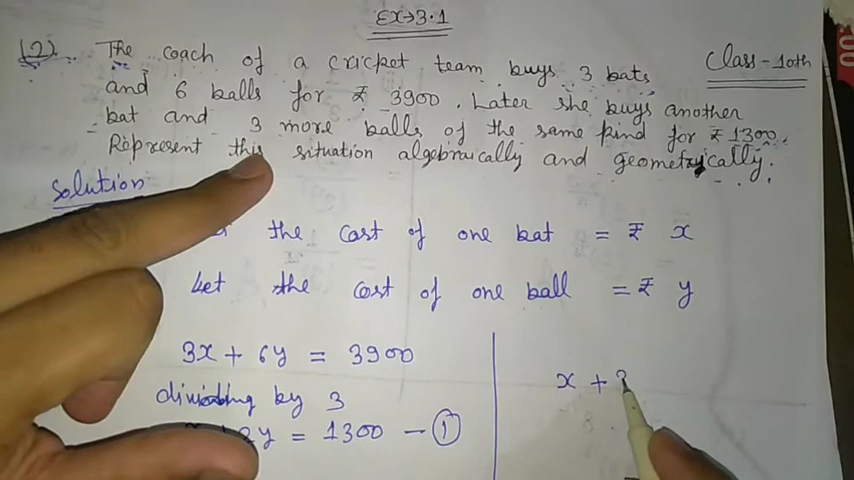 Ex→3.1
(2) The coach of a cricket team buys 3 bats
and 6 balls for ₹ 3900. Later she buys another
bat and 3 more balls of the same kind for ₹ 1300.
Represent this situation algebraically and geometrically.
Class-10th
Solution
the cost of one bat = ₹ x
Let the cost of one ball = ₹ y
3x + 6y = 3900
dividing by 3
2y = 1300 — ①
x +